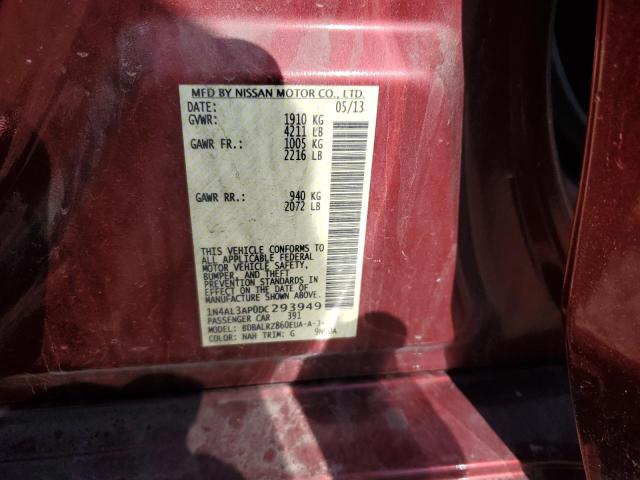 MFD BY NISSAN MOTOR CO., LTD.
DATE: 05/13
GVWR: 1910 KG
4211 LB
GAWR FR.: 1005 KG
2216 LB
GAWR RR.: 940 KG
2072 LB
THIS VEHICLE CONFORMS TO
ALL APPLICABLE FEDERAL
MOTOR VEHICLE SAFETY,
BUMPER, AND THEFT
PREVENTION STANDARDS IN
EFFECT ON THE DATE OF
MANUFACTURE SHOWN ABOVE.
1N4AL3AP0DC293949
PASSENGER CAR 391
MODEL: BDBALRZB60EUA-A-J-
COLOR: NAH TRIM: G